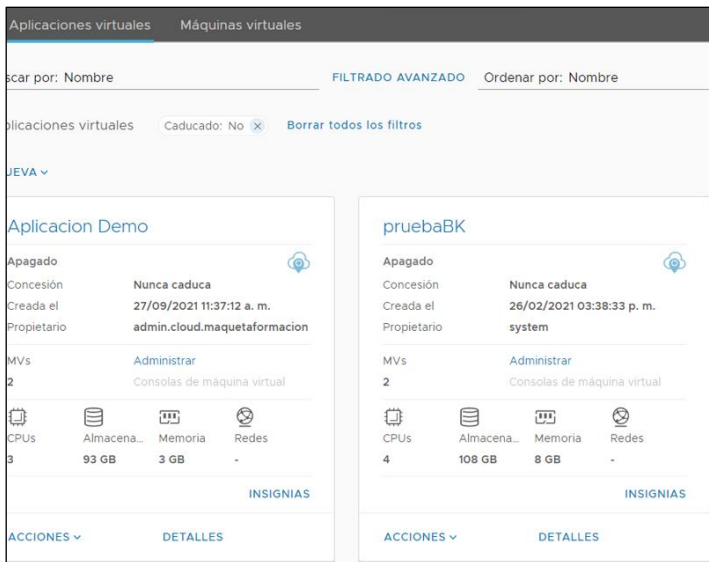 Aplicaciones virtuales Máquinas virtuales
scar por: Nombre FILTRADO AVANZADO Ordenar por: Nombre
plicaciones virtuales Caducado: No × Borrar todos los filtros
UEVA
Aplicacion Demo
Apagado
Concesión Nunca caduca
Creada el 27/09/2021 11:37:12 a. m.
Propietario admin.cloud.maquetaformacion
MVs Administrar
2 Consolas de máquina virtual
CPUs Almacena... Memoria Redes
3 93 GB 3 GB -
INSIGNIAS
ACCIONES DETALLES
pruebaBK
Apagado
Concesión Nunca caduca
Creada el 26/02/2021 03:38:33 p. m.
Propietario system
MVs Administrar
2 Consolas de máquina virtual
CPUs Almacena... Memoria Redes
4 108 GB 8 GB -
INSIGNIAS
ACCIONES DETALLES